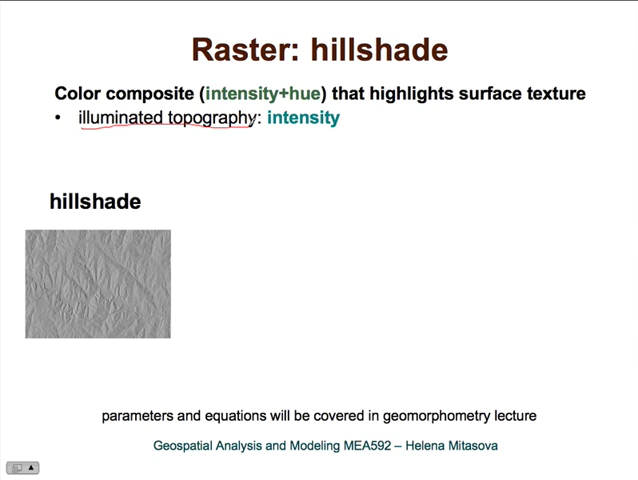 Raster: hillshade
Color composite (intensity+hue) that highlights surface texture
• illuminated topography: intensity
hillshade
parameters and equations will be covered in geomorphometry lecture
Geospatial Analysis and Modeling MEA592 – Helena Mitasova